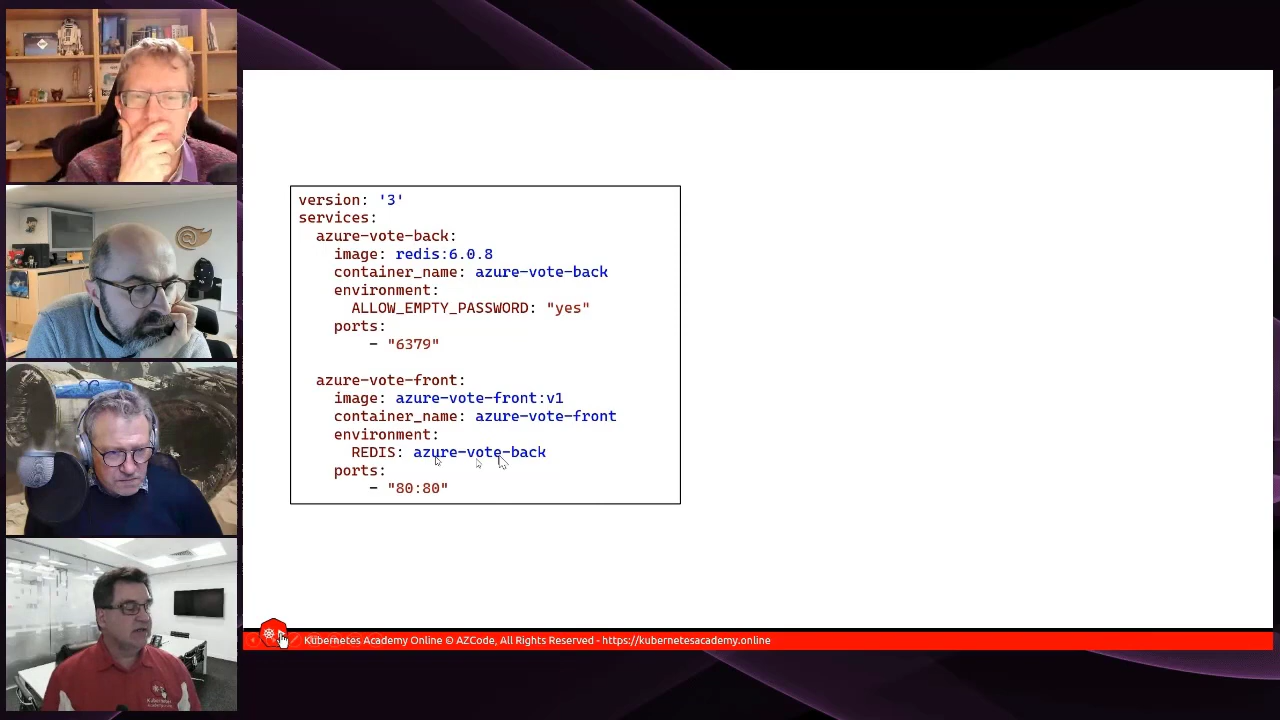 version: '3'
services:
azure-vote-back:
image: redis:6.0.8
container_name: azure-vote-back
environment:
ALLOW_EMPTY_PASSWORD: "yes"
ports:
- "6379"
azure-vote-front:
image: azure-vote-front:v1
container_name: azure-vote-front
environment:
REDIS: azure-vote-back
ports:
- "80:80"
Kubernetes Academy Online © AZCode, All Rights Reserved - https://kubernetesacademy.online